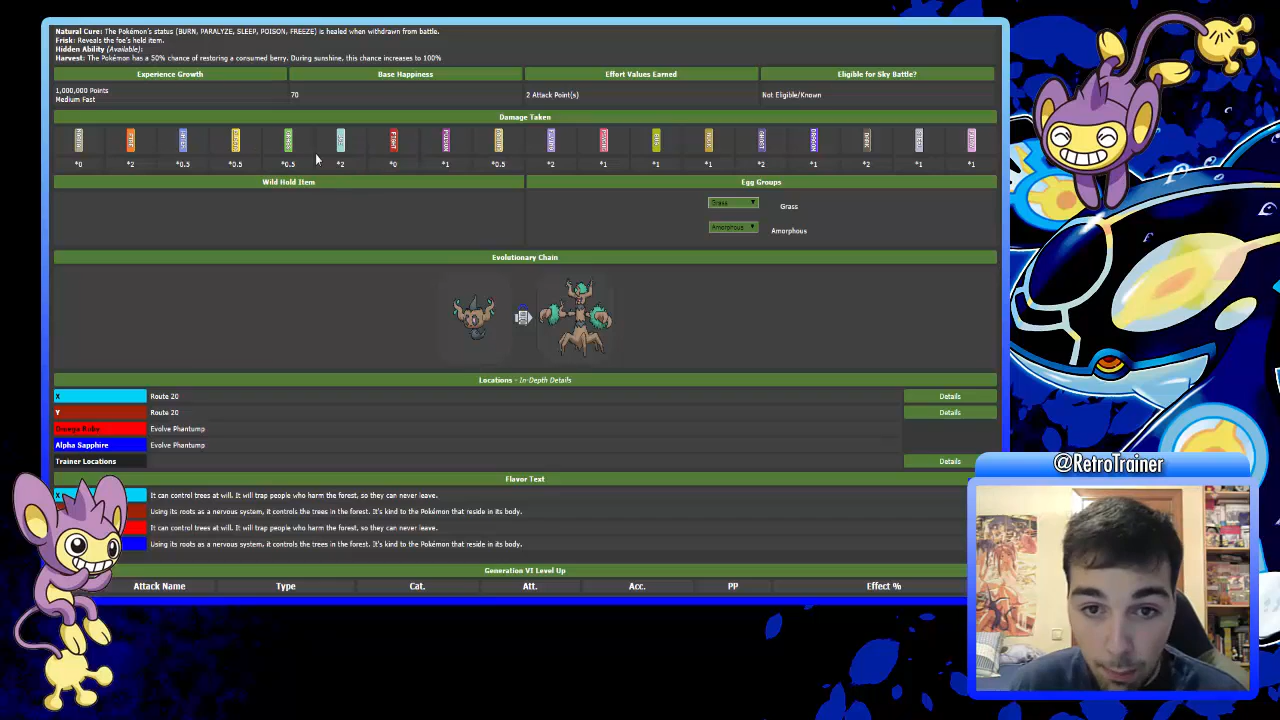 Natural Cure: The Pokémon's status (BURN, PARALYZE, SLEEP, POISON, FREEZE) is healed when withdrawn from battle.
Frisk: Reveals the foe's held item.
Hidden Ability (Available):
Harvest: The Pokémon has a 50% chance of restoring a consumed berry. During sunshine, this chance increases to 100%
Experience Growth Base Happiness Effort Values Earned Eligible for Sky Battle?
1,000,000 Points
Medium Fast
70 2 Attack Point(s) Not Eligible/Known
Damage Taken
*0 *2 *0.5 *0.5 *0.5 *2 *0 *1 *0.5 *2 *1 *1 *1 *2 *1 *2 *1 *1
Wild Hold Item Egg Groups
Grass Grass
Amorphous Amorphous
Evolutionary Chain
Locations - In-Depth Details
X Route 20 Details
Y Route 20 Details
Omega Ruby Evolve Phantump
Alpha Sapphire Evolve Phantump
Trainer Locations Details
@RetroTrainer
Flavor Text
X It can control trees at will. It will trap people who harm the forest, so they can never leave.
Using its roots as a nervous system, it controls the trees in the forest. It's kind to the Pokémon that reside in its body.
It can control trees at will. It will trap people who harm the forest, so they can never leave.
Using its roots as a nervous system, it controls the trees in the forest. It's kind to the Pokémon that reside in its body.
Generation VI Level Up
Attack Name Type Cat. Att. Acc. PP Effect %